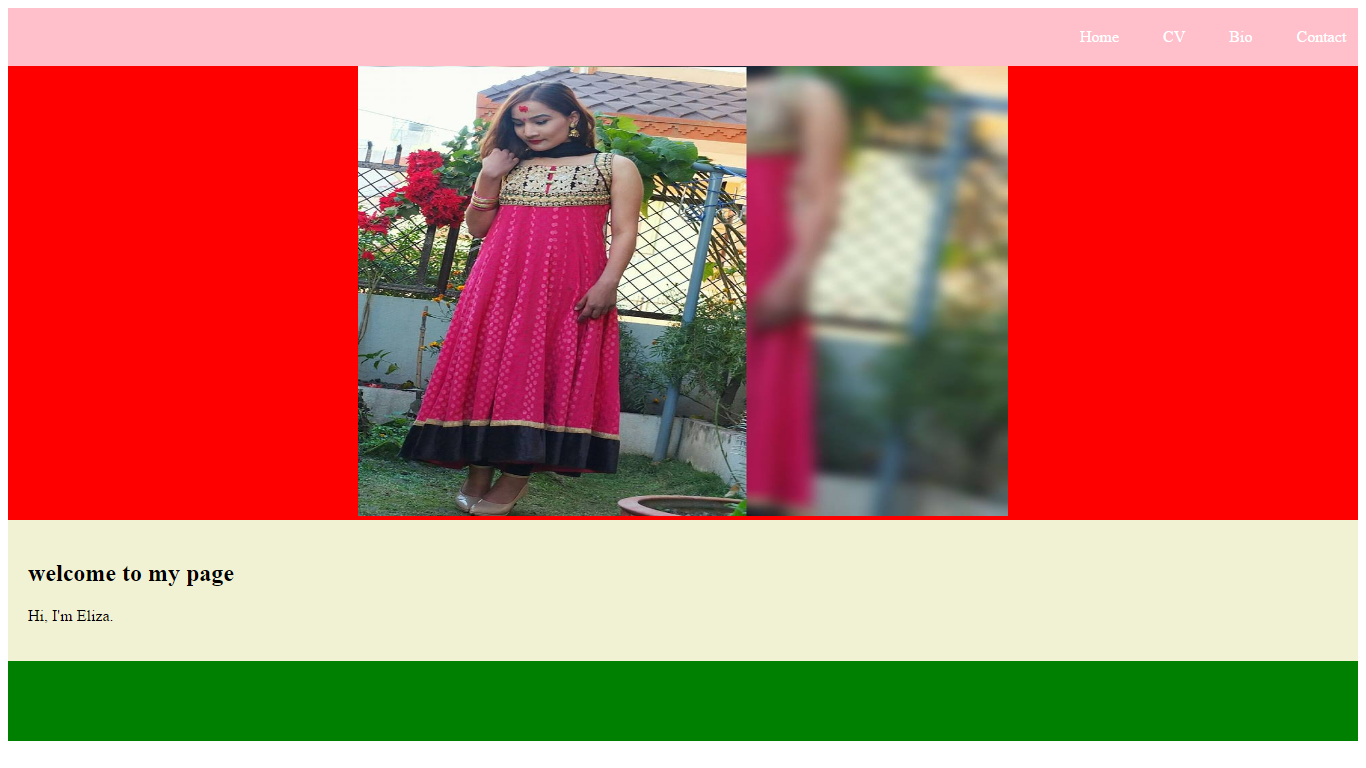 Home CV Bio Contact
welcome to my page
Hi, I'm Eliza.